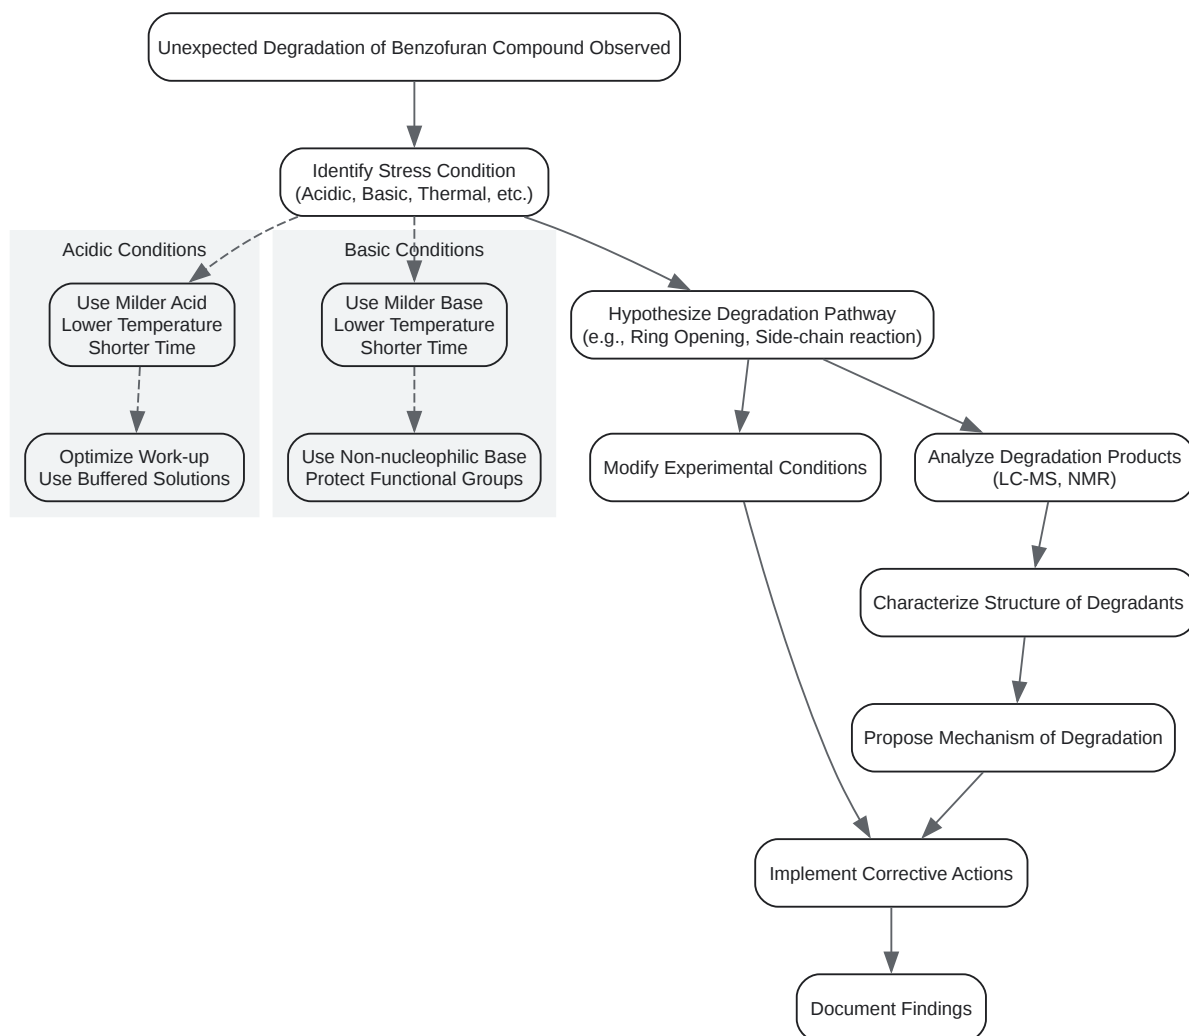 Unexpected Degradation of Benzofuran Compound Observed
Identify Stress Condition
(Acidic, Basic, Thermal, etc.)
Acidic Conditions
Use Milder Acid
Lower Temperature
Shorter Time
Optimize Work-up
Use Buffered Solutions
Basic Conditions
Use Milder Base
Lower Temperature
Shorter Time
Use Non-nucleophilic Base
Protect Functional Groups
Hypothesize Degradation Pathway
(e.g., Ring Opening, Side-chain reaction)
Modify Experimental Conditions
Analyze Degradation Products
(LC-MS, NMR)
Characterize Structure of Degradants
Propose Mechanism of Degradation
Implement Corrective Actions
Document Findings